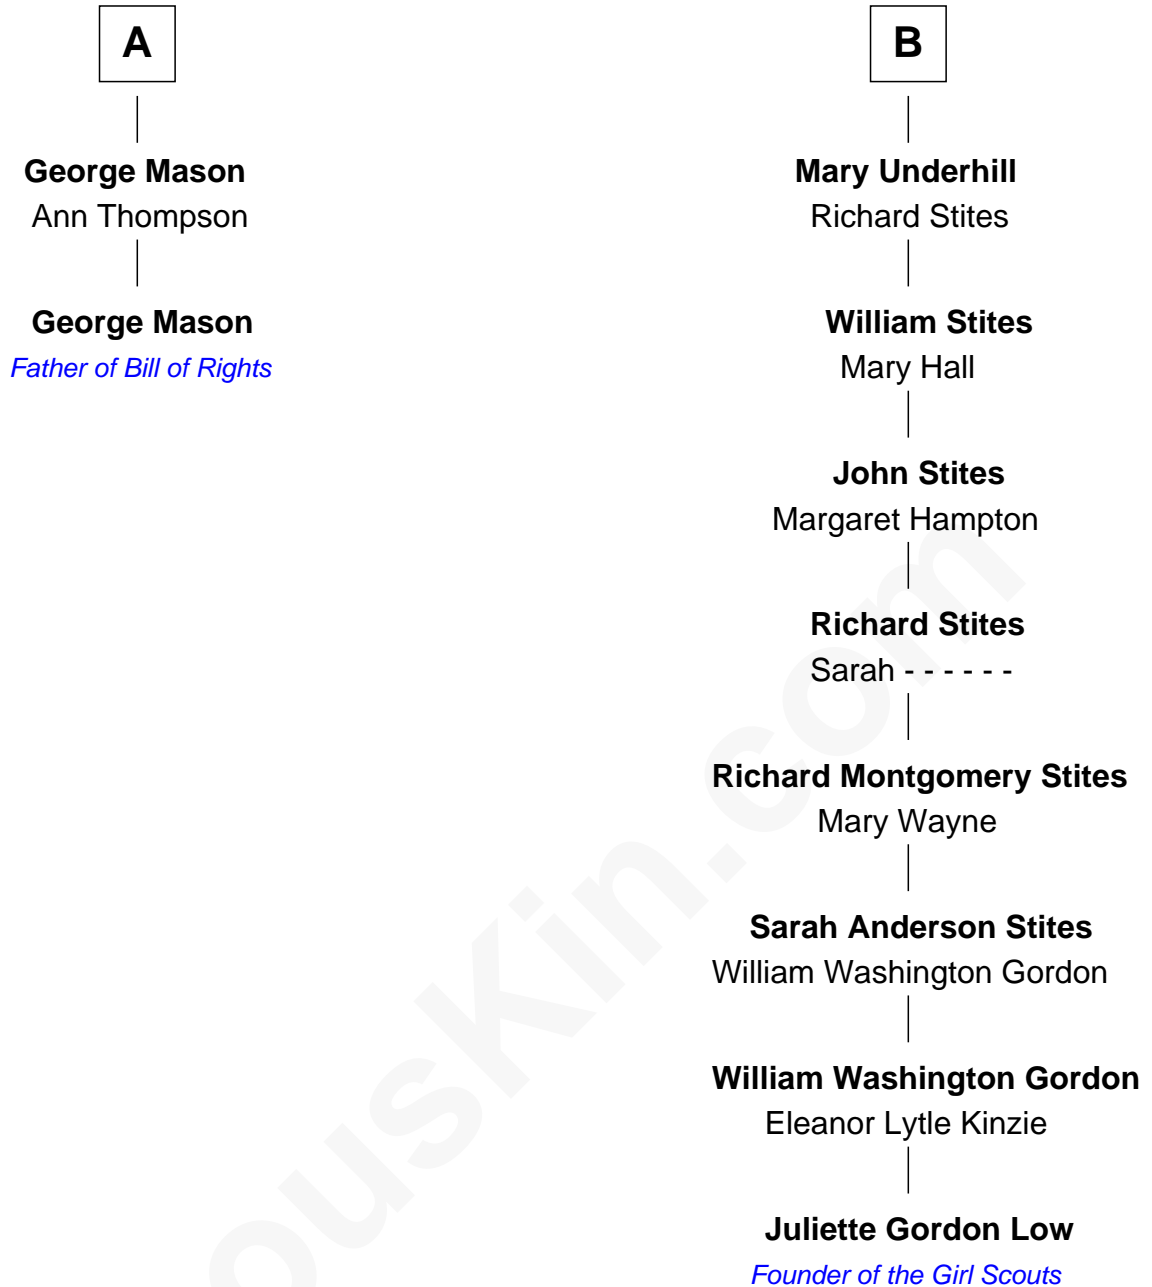 A
George Mason
Ann Thompson
George Mason
Father of Bill of Rights
B
Mary Underhill
Richard Stites
William Stites
Mary Hall
John Stites
Margaret Hampton
Richard Stites
Sarah - - - - - -
Richard Montgomery Stites
Mary Wayne
Sarah Anderson Stites
William Washington Gordon
William Washington Gordon
Eleanor Lytle Kinzie
Juliette Gordon Low
Founder of the Girl Scouts
ousKin.com